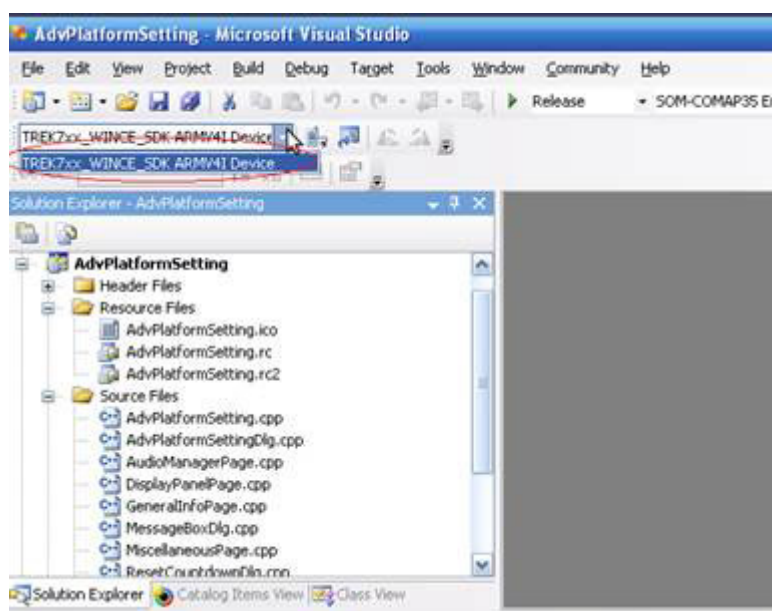 AdvPlatformSetting - Microsoft Visual Studio
File Edit View Project Build Debug Target Tools Window Community Help
Release SOM-COMAP35 E
TREK7xx_WINCE_SDK ARMV4I Device
TREK7xx_WINCE_SDK ARMV4I Device
Solution Explorer - AdvPlatformSetting
AdvPlatformSetting
Header Files
Resource Files
AdvPlatformSetting.ico
AdvPlatformSetting.rc
AdvPlatformSetting.rc2
Source Files
AdvPlatformSetting.cpp
AdvPlatformSettingDlg.cpp
AudioManagerPage.cpp
DisplayPanelPage.cpp
GeneralInfoPage.cpp
MessageBoxDlg.cpp
MiscellaneousPage.cpp
ResetCountdownDlg.cpp
Solution Explorer Catalog Items View Class View